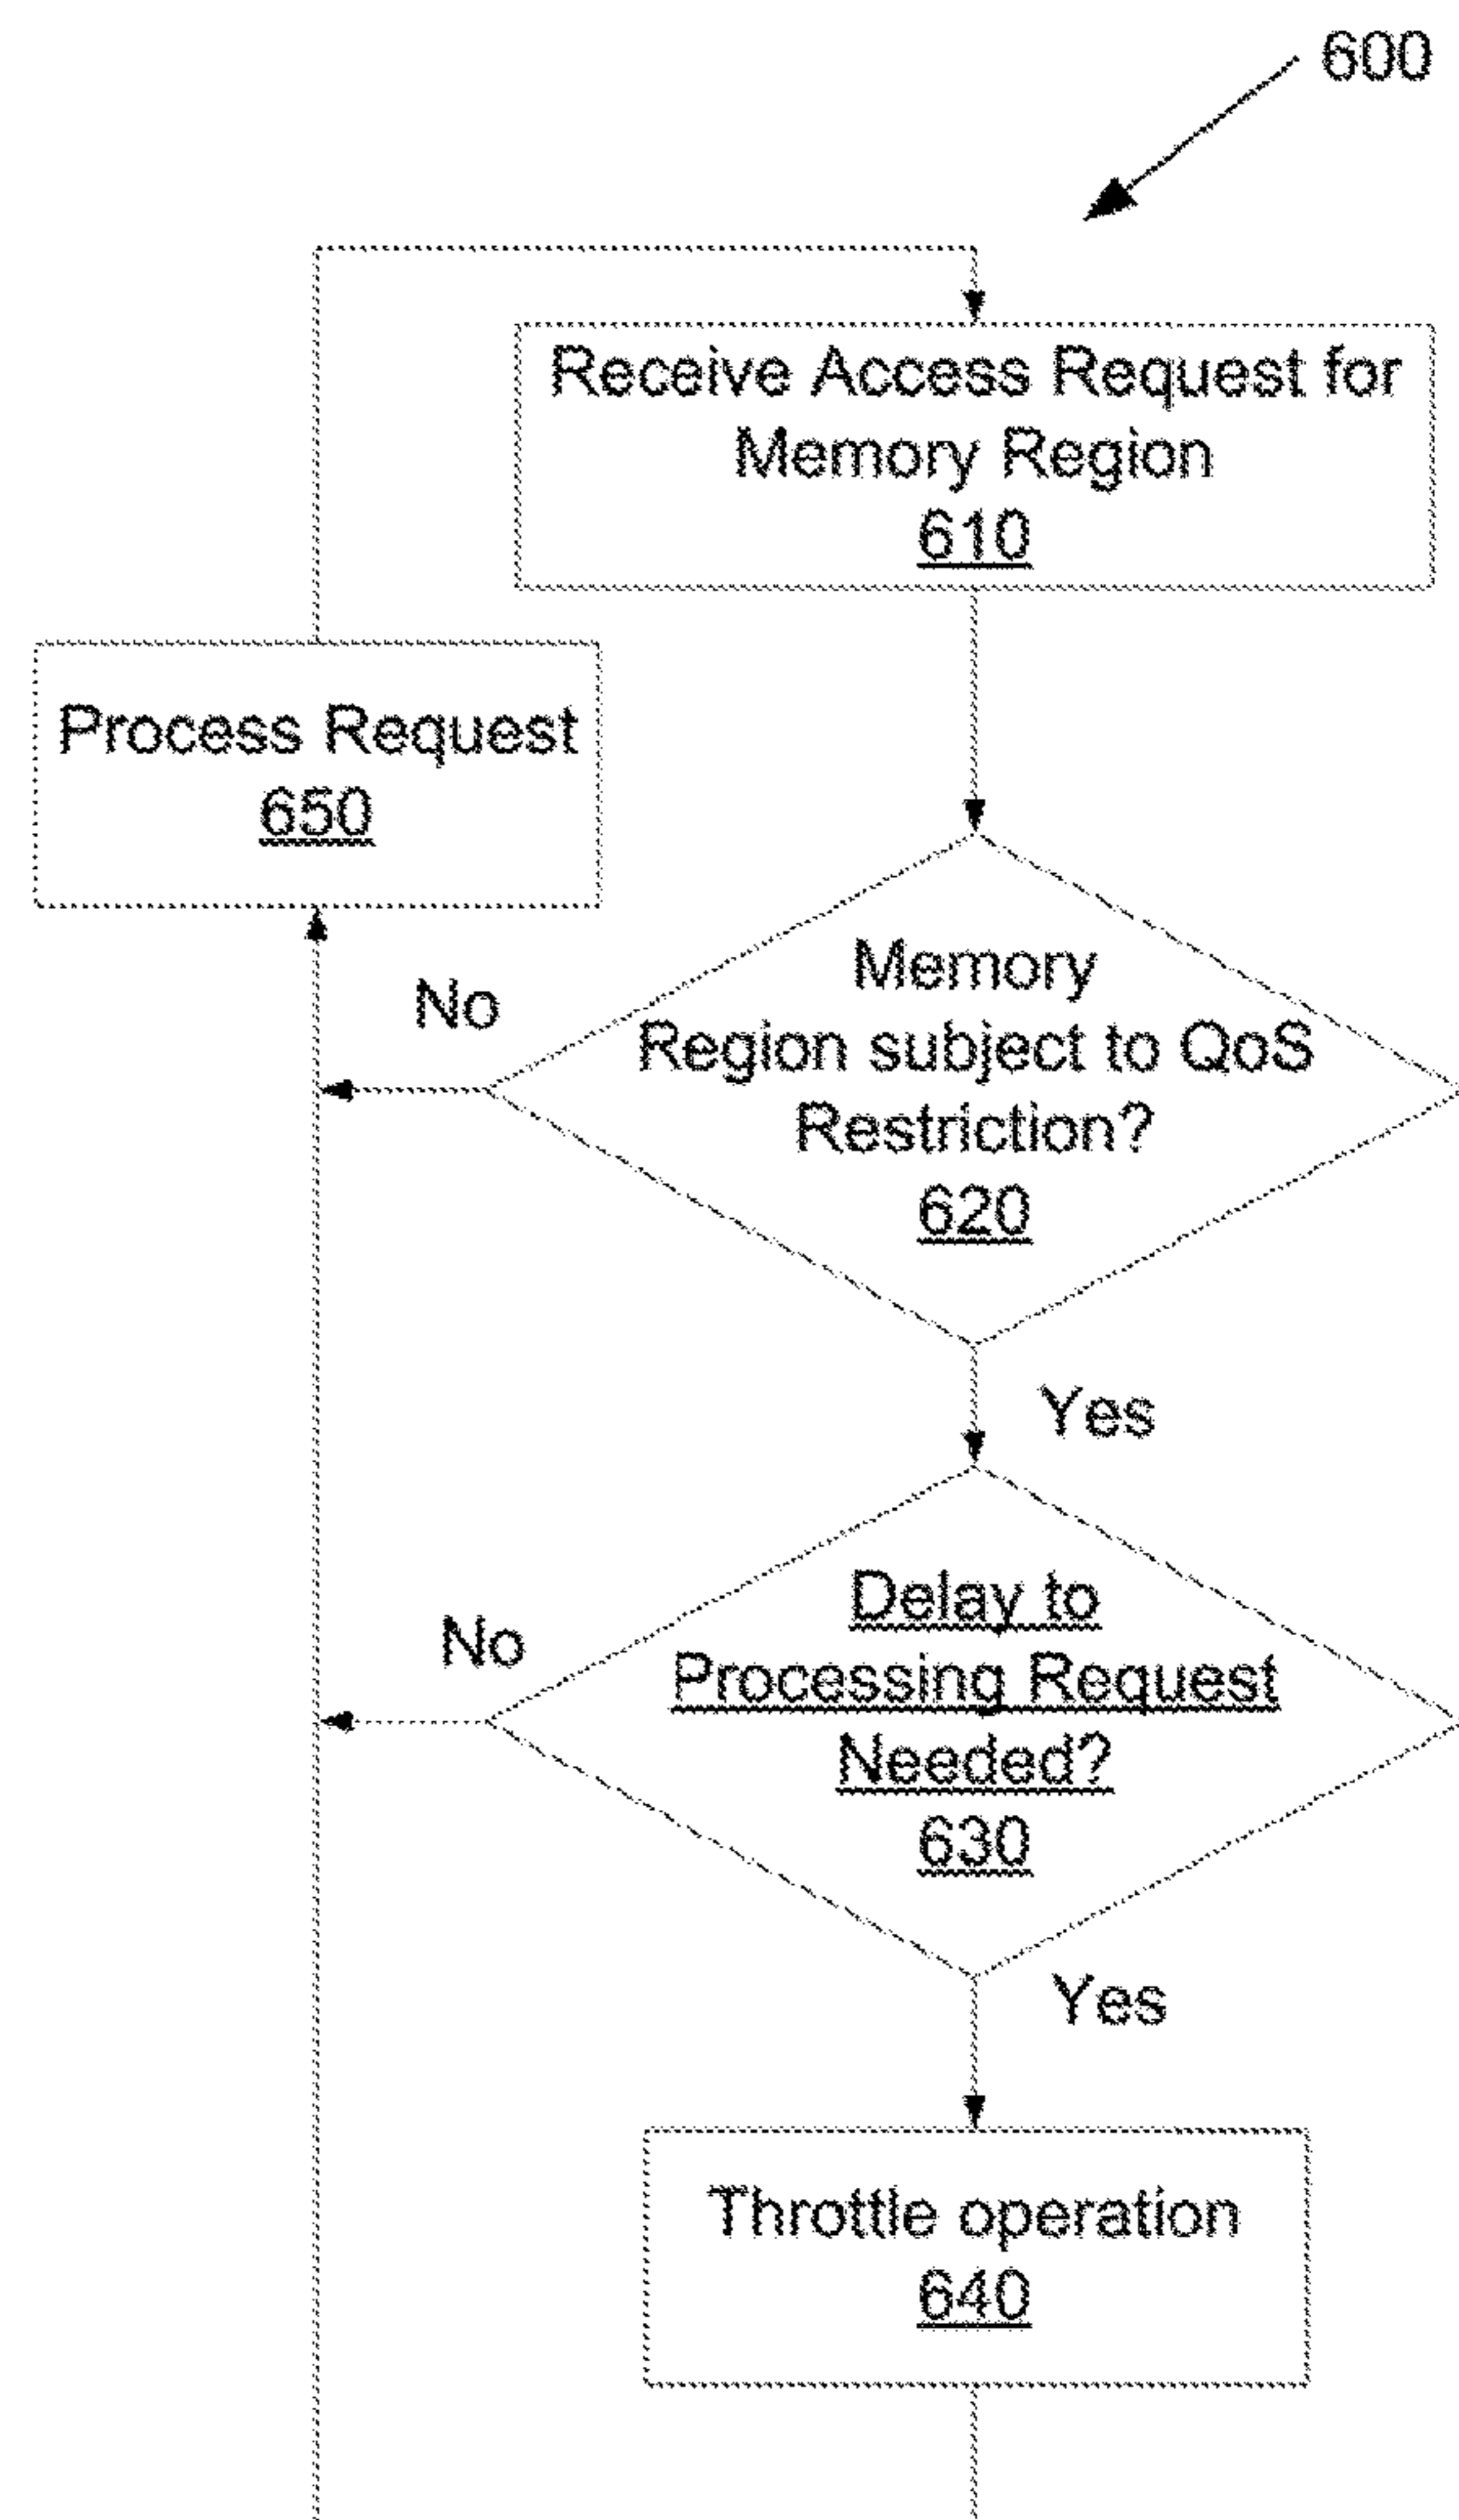 600
Receive Access Request for
Memory Region
610
Process Request
650
No
Memory
Region subject to QoS
Restriction?
620
Yes
No
Delay to
Processing Request
Needed?
630
Yes
Throttle operation
640